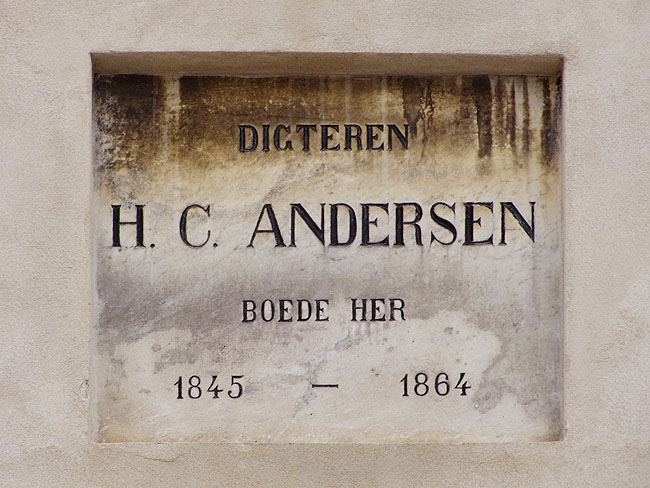 DIGTEREN
H. C. ANDERSEN
BOEDE HER
1845 — 1864